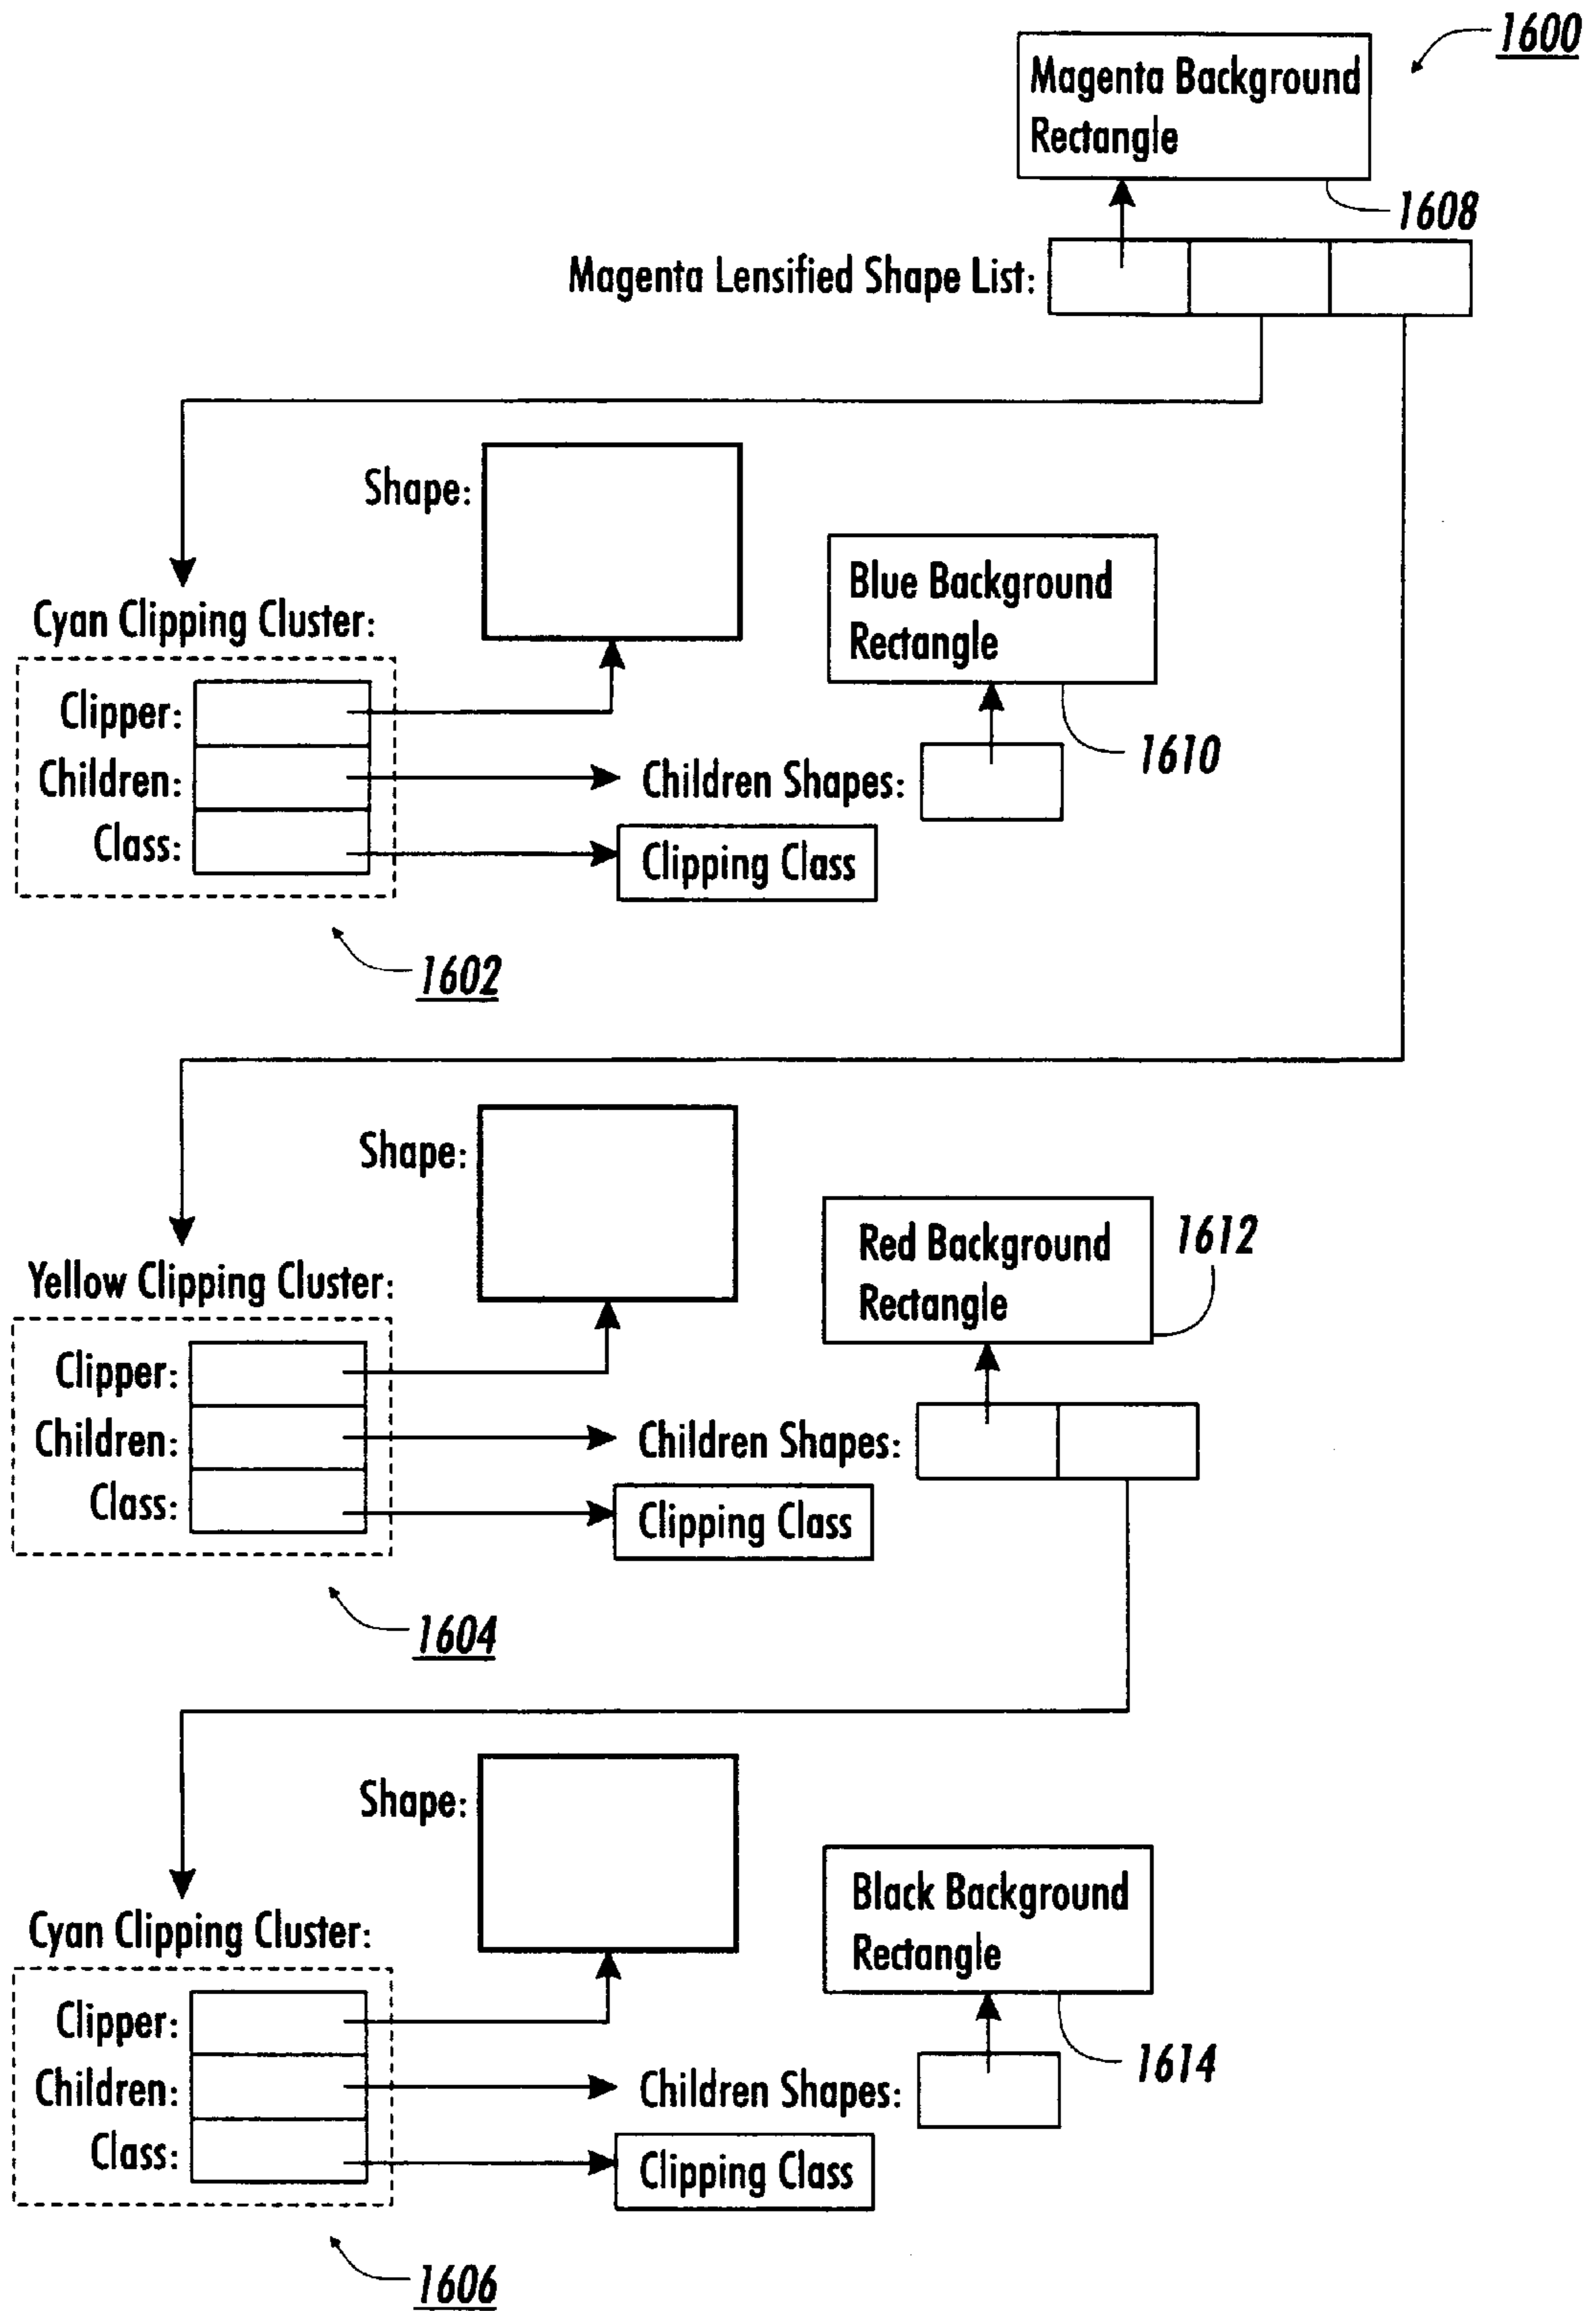 1600
Magenta Background
Rectangle
1608
Magenta Lensified Shape List:
Shape:
Blue Background
Rectangle
Cyan Clipping Cluster:
Clipper:
1610
Children:
Children Shapes:
Class:
Clipping Class
1602
Shape:
Red Background
Rectangle
1612
Yellow Clipping Cluster:
Clipper:
Children:
Children Shapes:
Class:
Clipping Class
1604
Shape:
Black Background
Rectangle
Cyan Clipping Cluster:
Clipper:
1614
Children:
Children Shapes:
Class:
Clipping Class
1606